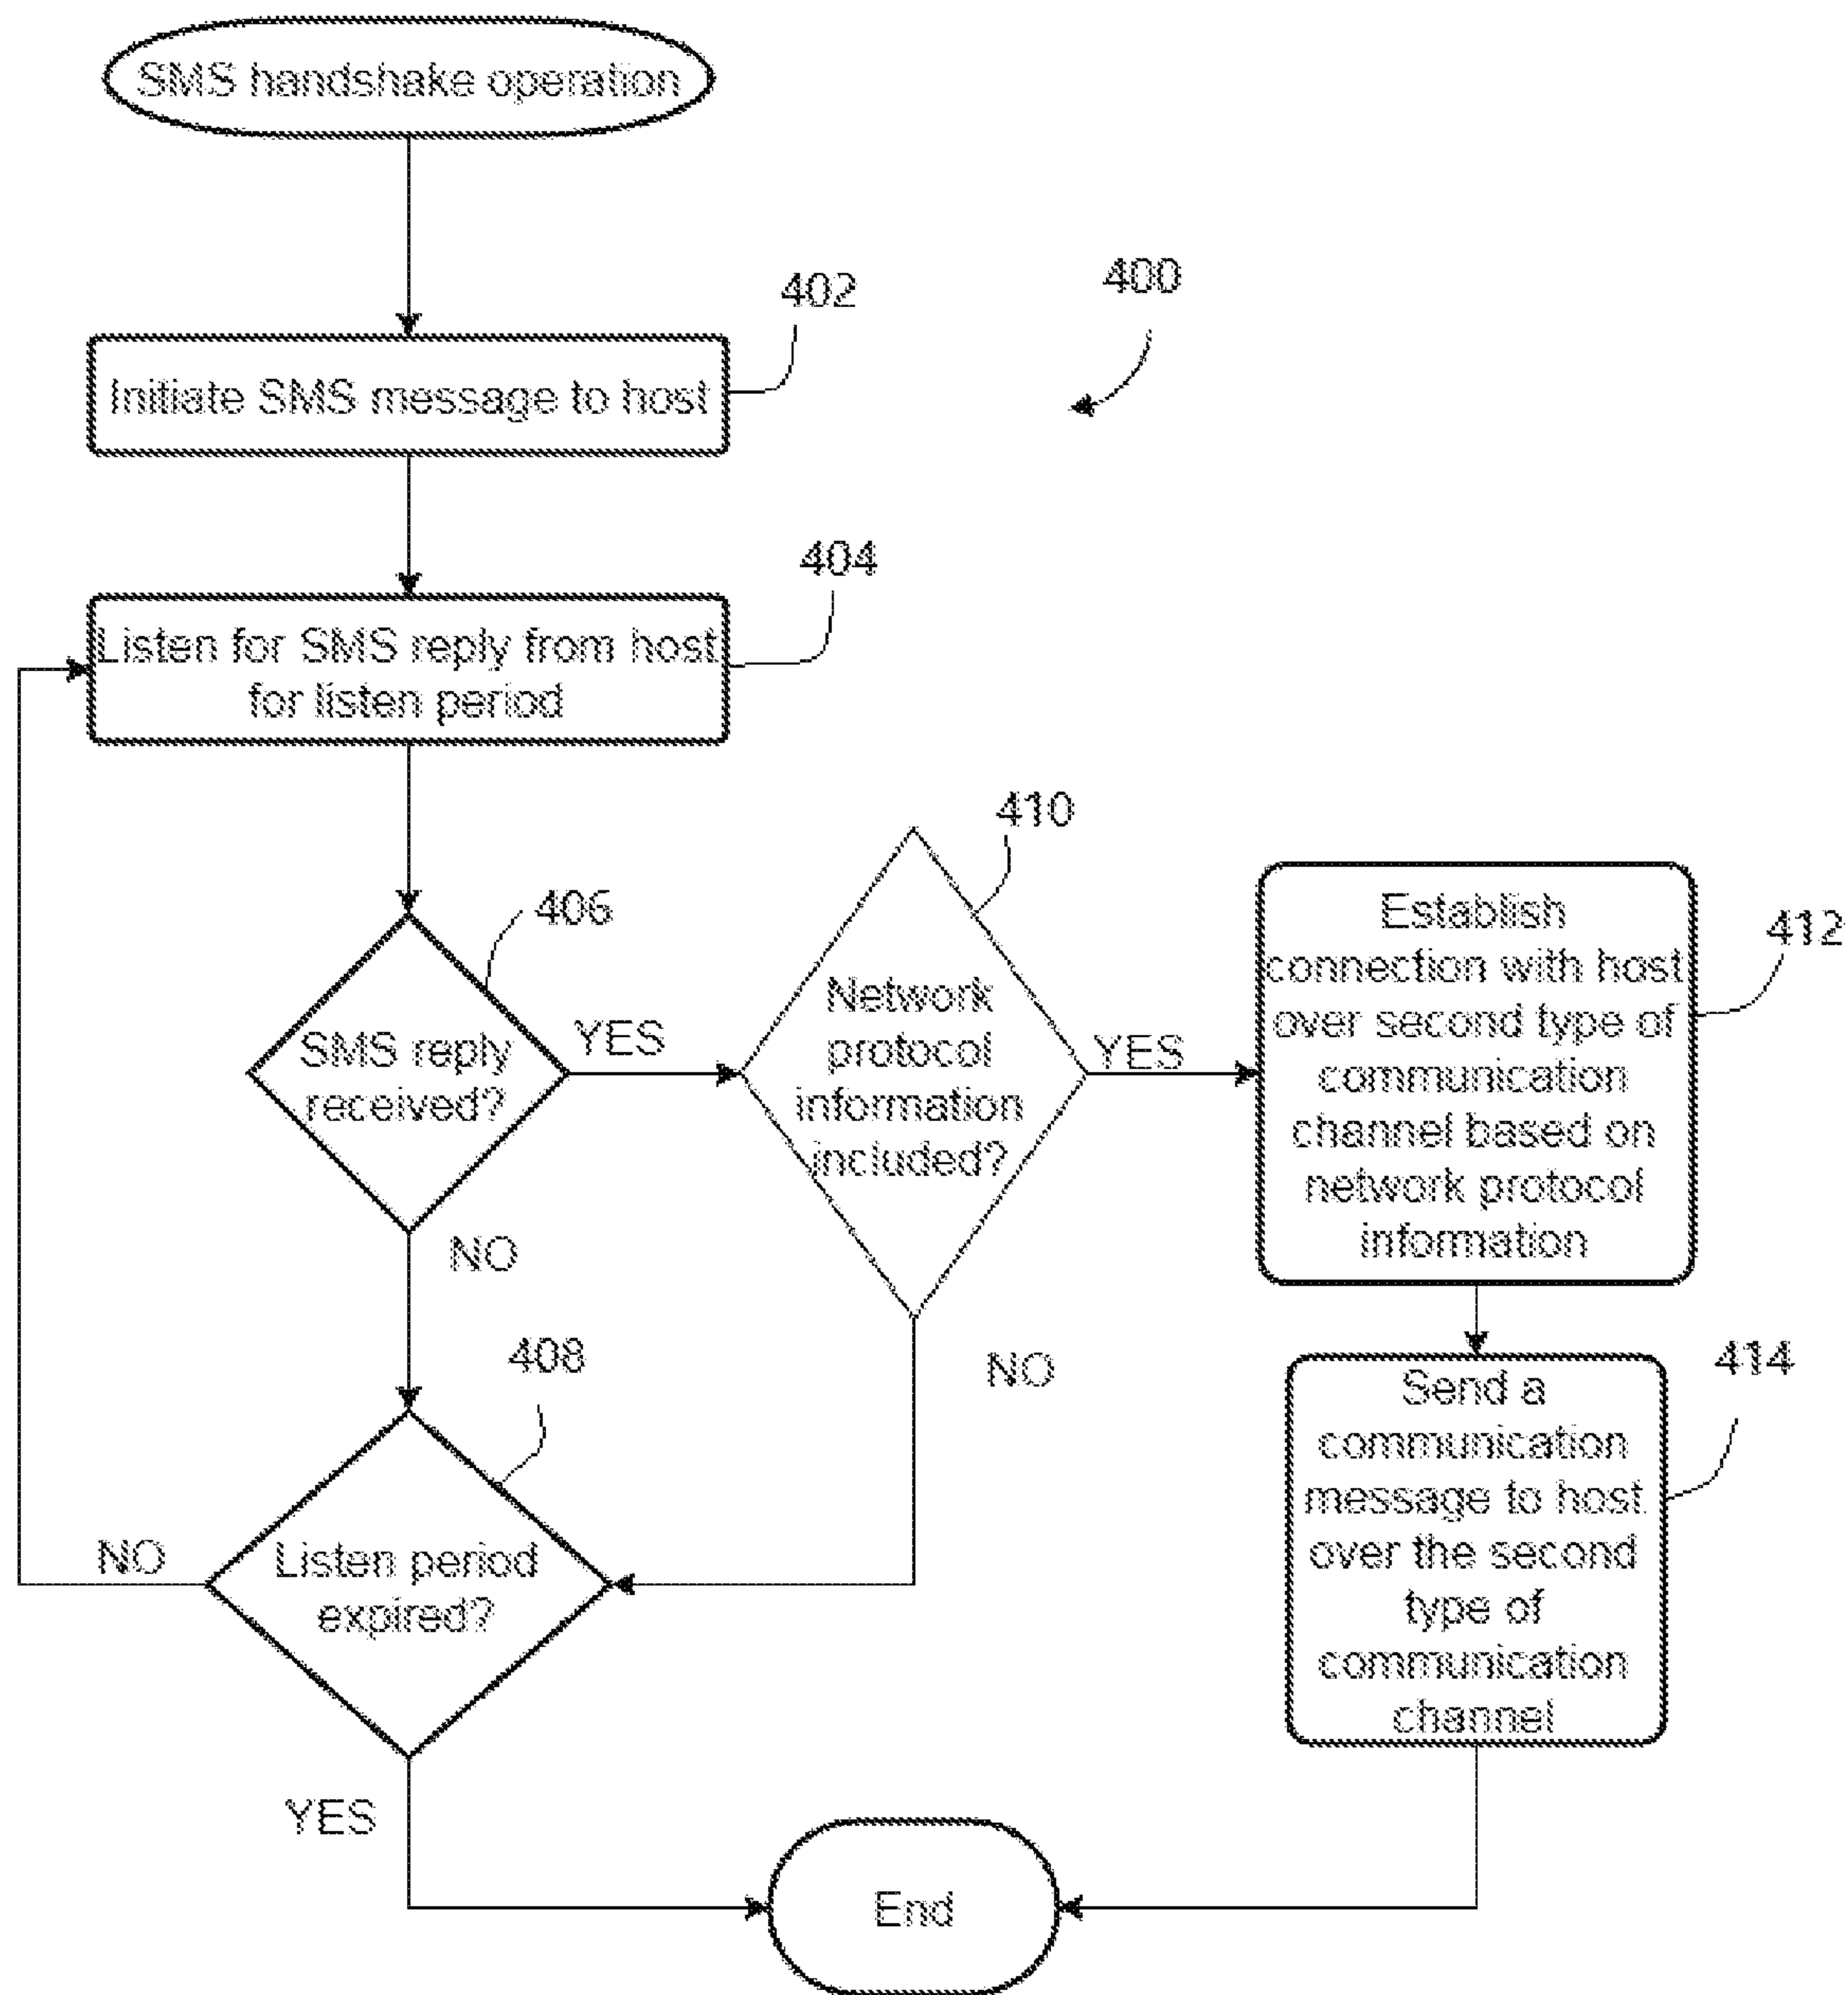 SMS handshake operation
400
402
Initiate SMS message to host
404
Listen for SMS reply from host
for listen period
406
SMS reply
received?
YES
NO
410
Network
protocol
information
included?
YES
NO
412
Establish
connection with host
over second type of
communication
channel based on
network protocol
information
408
Listen period
expired?
NO
YES
414
Send a
communication
message to host
over the second
type of
communication
channel
End